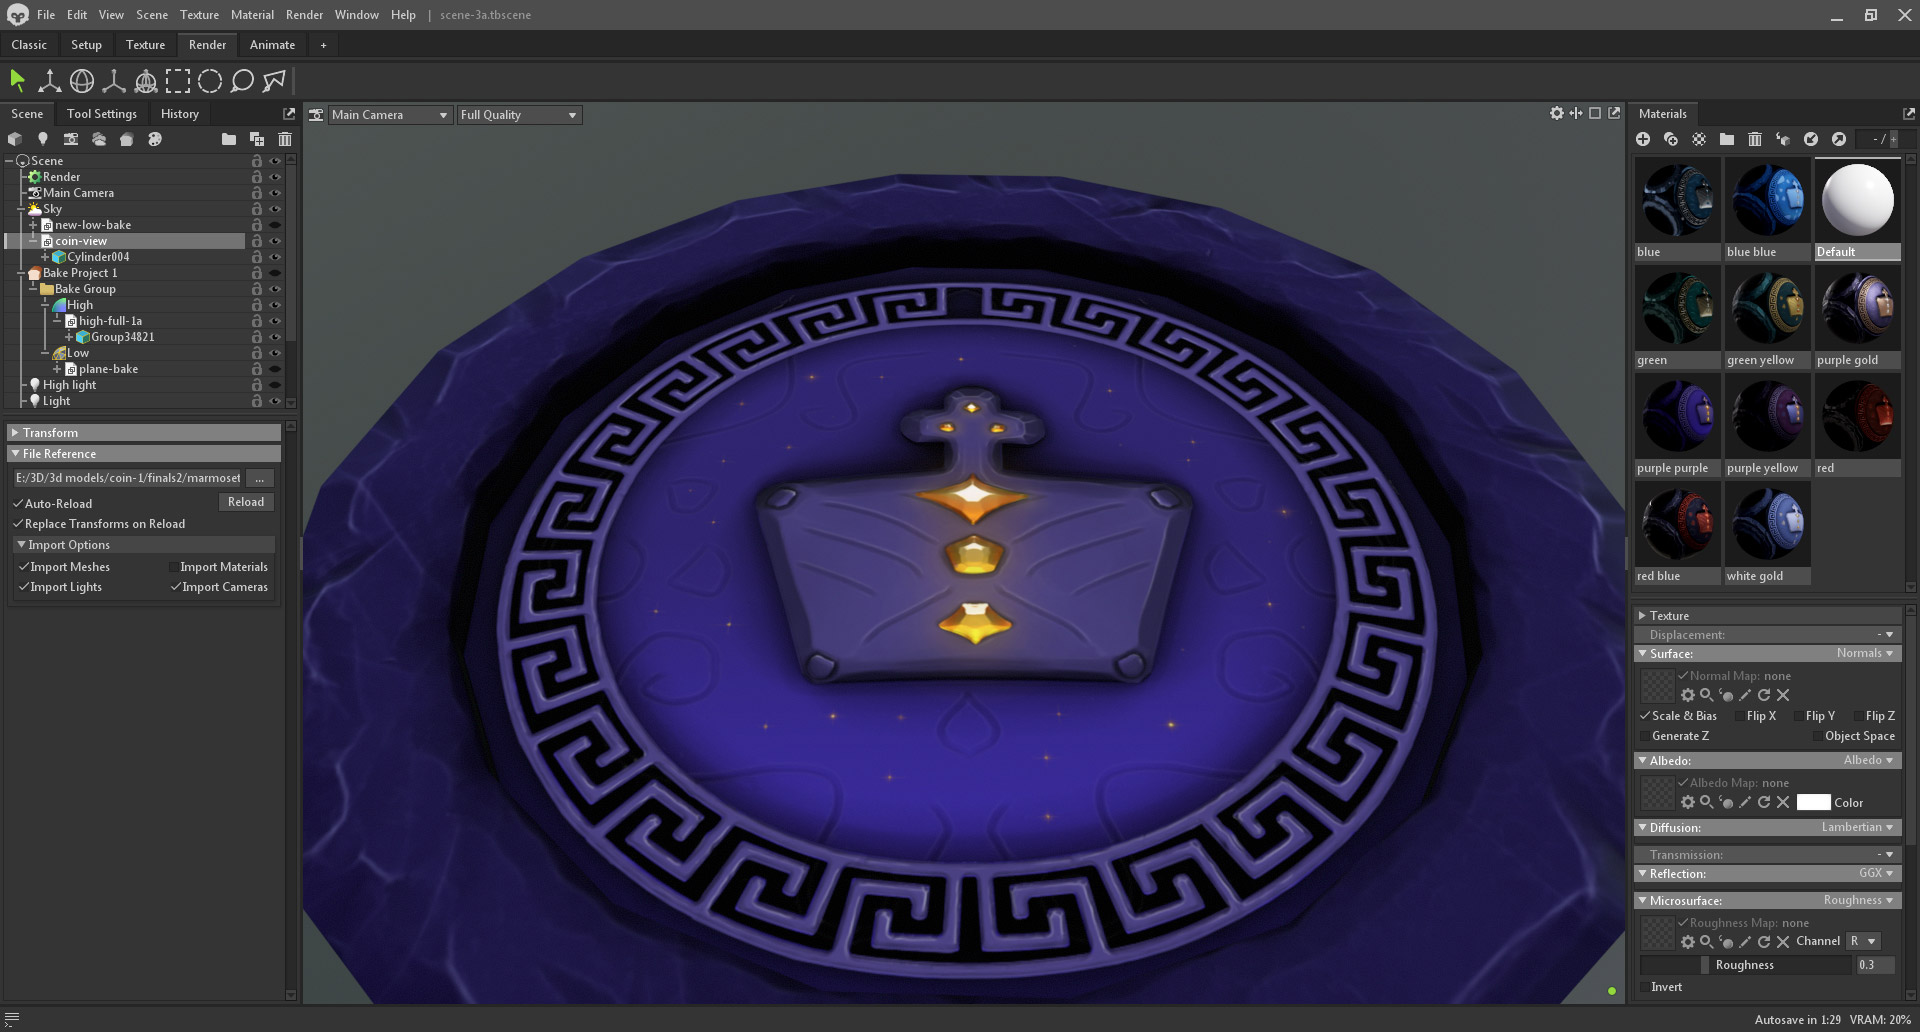 File Edit View Scene Texture Material Render Window Help | scene-3a.tbscene
Classic Setup Texture Render Animate +
Scene Tool Settings History
Scene
Render
Main Camera
Sky
new-low-bake
coin-view
Cylinder004
Bake Project 1
Bake Group
High
high-full-1a
Group34821
Low
plane-bake
High light
Light
Transform
File Reference
E:/3D/3d models/coin-1/finals2/marmoset ...
Auto-Reload Reload
Replace Transforms on Reload
Import Options
Import Meshes Import Materials
Import Lights Import Cameras
Main Camera Full Quality
Materials
- / +
blue blue blue Default
green green yellow purple gold
purple purple purple yellow red
red blue white gold
Texture
Displacement: -
Surface: Normals
Normal Map: none
Scale & Bias Flip X Flip Y Flip Z
Generate Z Object Space
Albedo: Albedo
Albedo Map: none
Color
Diffusion: Lambertian
Transmission: -
Reflection: GGX
Microsurface: Roughness
Roughness Map: none
Channel R
Roughness 0.3
Invert
Autosave in 1:29 VRAM: 20%